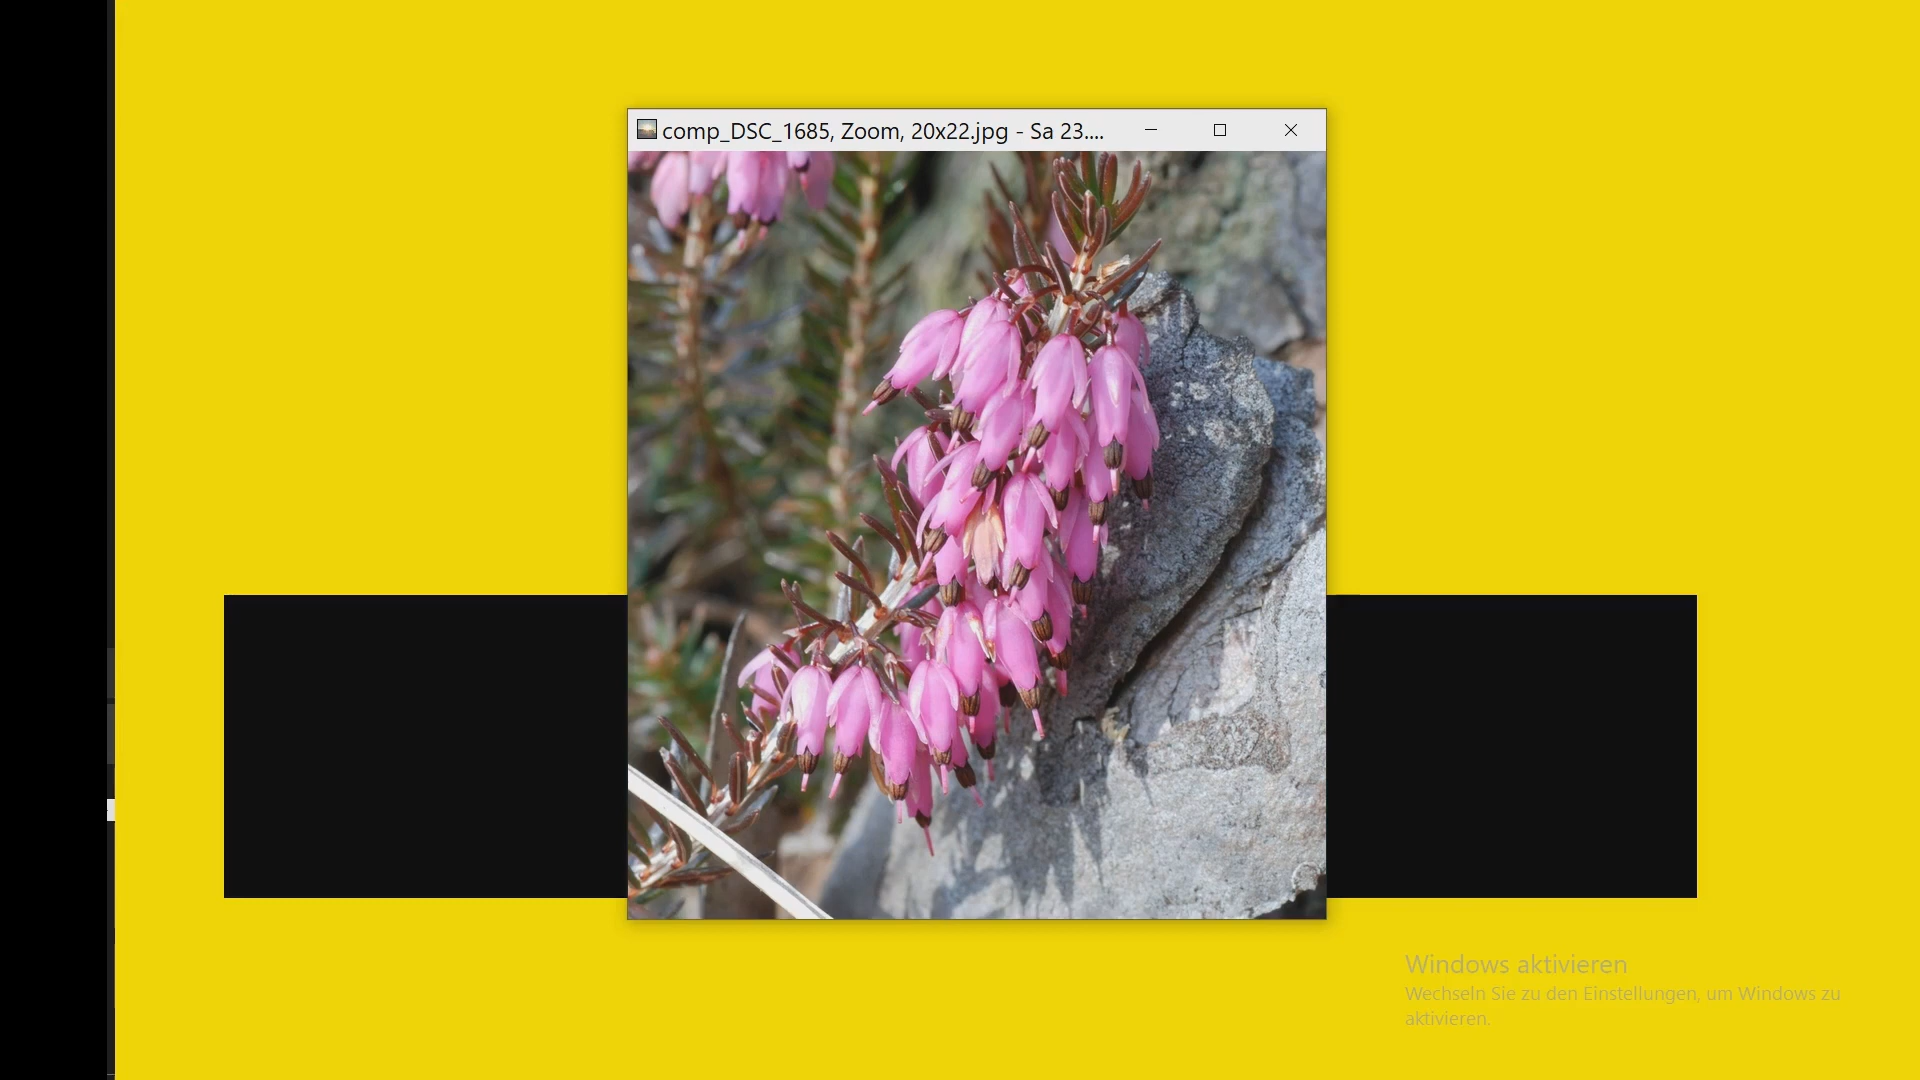 comp_DSC_1685, Zoom, 20x22.jpg - Sa 23....
Windows aktivieren
Wechseln Sie zu den Einstellungen, um Windows zu
aktivieren.